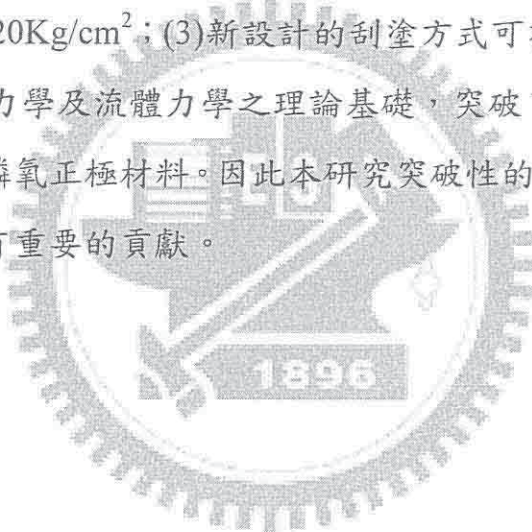 20Kg/cm²；(3)新設計的刮塗方式可
力學及流體力學之理論基礎，突破
磷氧正極材料。因此本研究突破性的
有重要的貢獻。
1896